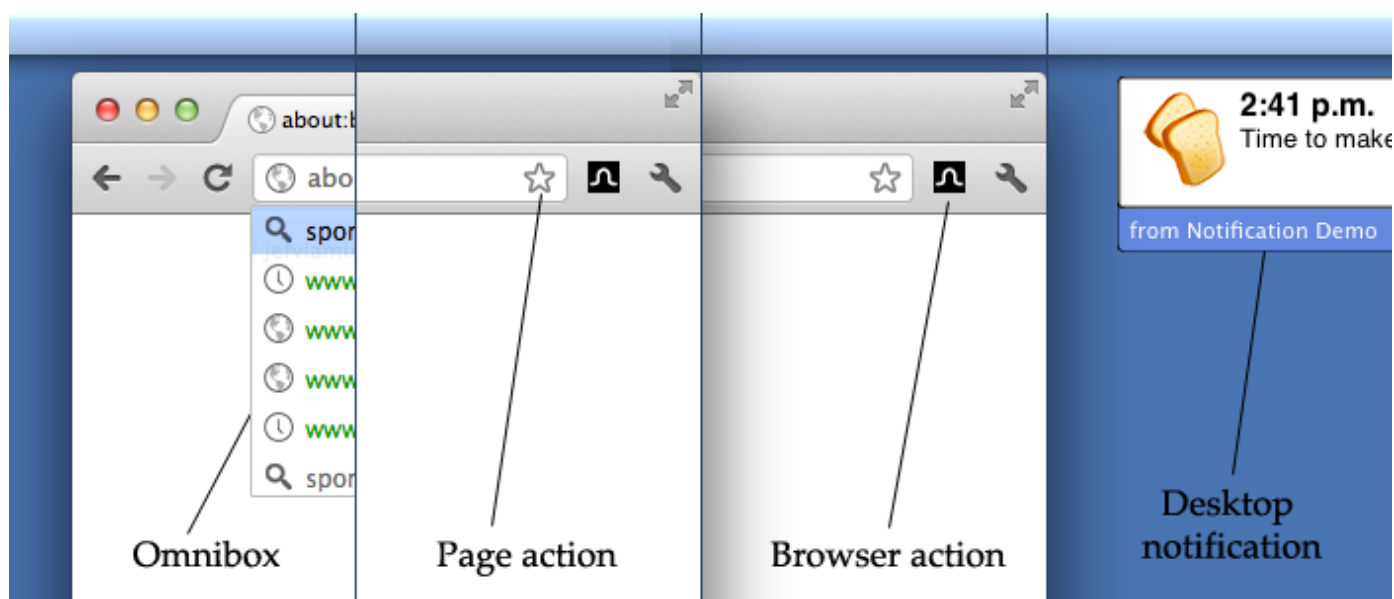 about:b
abo
spor
www
www
www
www
spor
Omnibox
Page action
Browser action
2:41 p.m.
Time to make
from Notification Demo
Desktop
notification